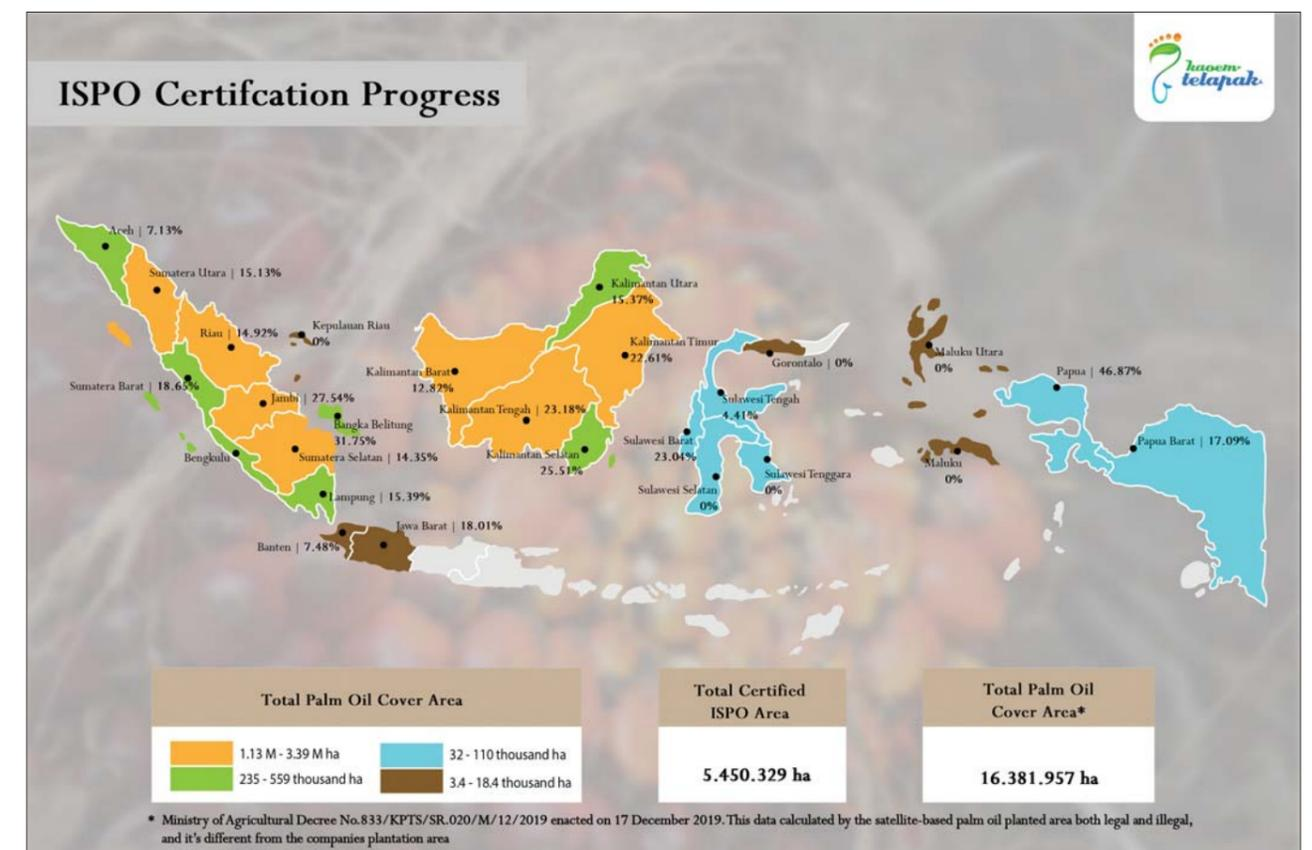 kaoem
telapak
ISPO Certifcation Progress
Aceh | 7.13%
Sumatera Utara | 15.13%
Riau | 14.92%
Kepulauan Riau
0%
Sumatera Barat | 18.65%
Jambi | 27.54%
Bangka Belitung
31.75%
Bengkulu
Sumatera Selatan | 14.35%
Lampung | 15.39%
Banten | 7.48%
Jawa Barat | 18.01%
Kalimantan Utara
15.37%
Kalimantan Timur
22.61%
Kalimantan Barat
12.82%
Kalimantan Tengah | 23.18%
Kalimantan Selatan
25.51%
Gorontalo | 0%
Sulawesi Tengah
4.41%
Sulawesi Barat
23.04%
Sulawesi Tenggara
0%
Sulawesi Selatan
0%
Maluku Utara
0%
Maluku
0%
Papua | 46.87%
Papua Barat | 17.09%
Total Palm Oil Cover Area
1.13 M - 3.39 M ha
235 - 559 thousand ha
32 - 110 thousand ha
3.4 - 18.4 thousand ha
Total Certified
ISPO Area
5.450.329 ha
Total Palm Oil
Cover Area*
16.381.957 ha
* Ministry of Agricultural Decree No.833/KPTS/SR.020/M/12/2019 enacted on 17 December 2019. This data calculated by the satellite-based palm oil planted area both legal and illegal,
and it's different from the companies plantation area